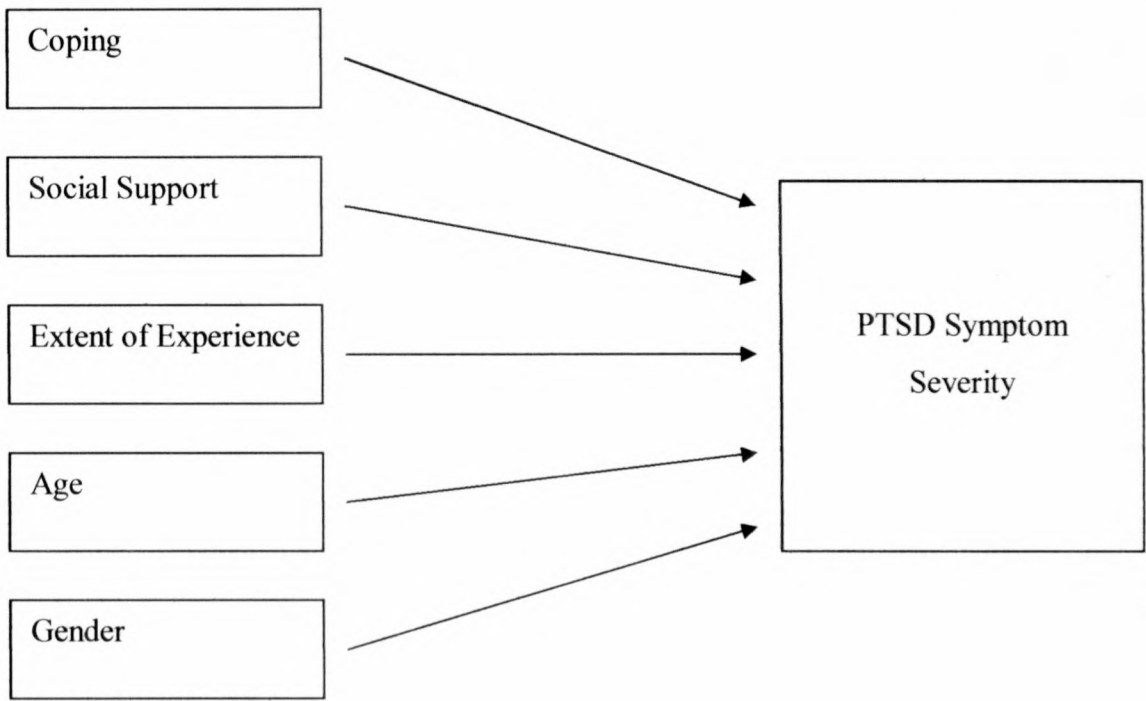 Coping
Social Support
Extent of Experience
Age
Gender
PTSD Symptom
Severity